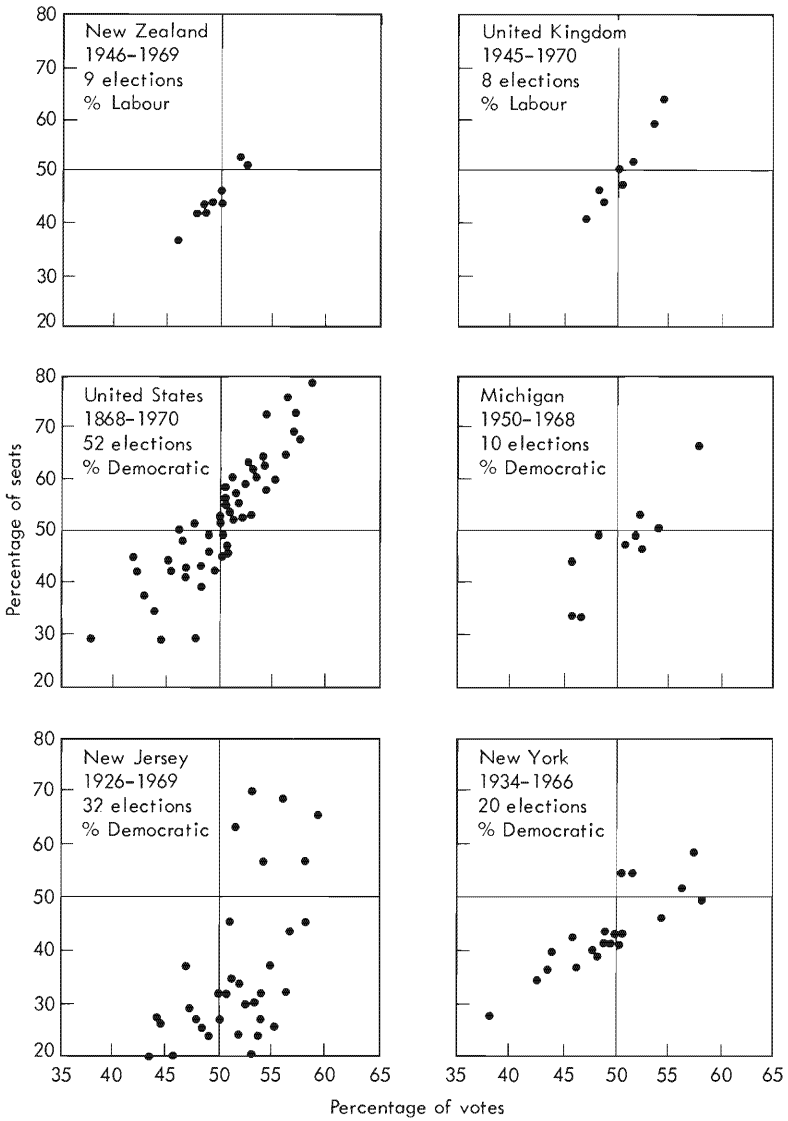 80
70
60
50
40
30
20
New Zealand
1946–1969
9 elections
% Labour
United Kingdom
1945–1970
8 elections
% Labour
80
70
60
50
40
30
20
United States
1868–1970
52 elections
% Democratic
Michigan
1950–1968
10 elections
% Democratic
Percentage of seats
80
70
60
50
40
30
20
New Jersey
1926–1969
32 elections
% Democratic
New York
1934–1966
20 elections
% Democratic
35 40 45 50 55 60 65
35 40 45 50 55 60 65
Percentage of votes